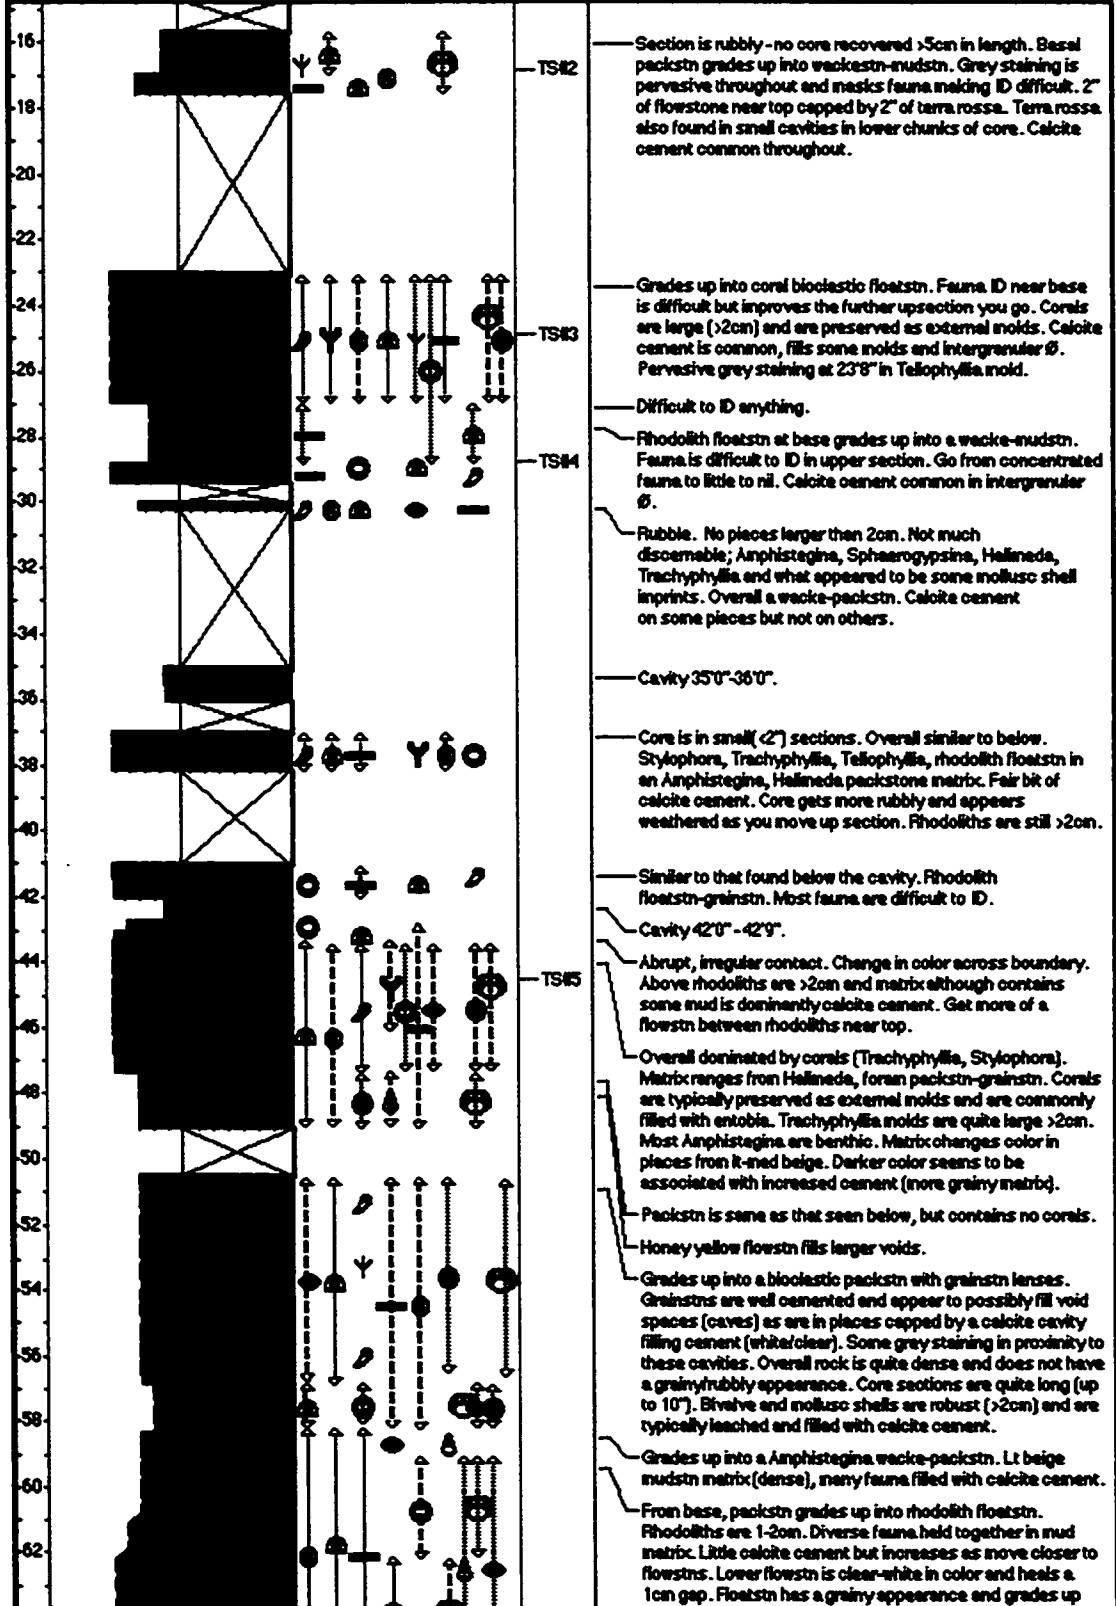 -16-
Section is rubbly - no core recovered >5cm in length. Basal
TS#2
packstn grades up into wackestn-mudstn. Grey staining is
pervasive throughout and masks fauna making ID difficult. 2"
-18-
of flowstone near top capped by 2" of terra rossa. Terra rossa
also found in small cavities in lower chunks of core. Calcite
cement common throughout.
-20-
-22-
Grades up into coral bioclastic floatstn. Fauna ID near base
-24-
is difficult but improves the further upsection you go. Corals
are large (>2cm) and are preserved as external molds. Calcite
TS#3
cement is common, fills some molds and intergranular Ø.
Pervasive grey staining at 23'8" in Teliophyllia mold.
-26-
Difficult to ID anything.
-28-
Rhodolith floatstn at base grades up into a wacke-mudstn.
TS#4
Fauna is difficult to ID in upper section. Go from concentrated
fauna to little to nil. Calcite cement common in intergranular
Ø.
-30-
Rubble. No pieces larger than 2cm. Not much
discernable; Amphistegina, Sphaerogypsina, Halimeda,
-32-
Trachyphyllia and what appeared to be some mollusc shell
imprints. Overall a wacke-packstn. Calcite cement
on some pieces but not on others.
-34-
Cavity 35'0"-36'0".
-36-
Core is in small(<2") sections. Overall similar to below.
-38-
Stylophora, Trachyphyllia, Teliophyllia, rhodolith floatstn in
an Amphistegina, Halimeda packstone matrix. Fair bit of
calcite cement. Core gets more rubbly and appears
weathered as you move up section. Rhodoliths are still >2cm.
-40-
Similar to that found below the cavity. Rhodolith
floatstn-grainstn. Most fauna are difficult to ID.
-42-
Cavity 42'0" - 42'9".
-44-
Abrupt, irregular contact. Change in color across boundary.
TS#5
Above rhodoliths are >2cm and matrix although contains
some mud is dominantly calcite cement. Get more of a
flowstn between rhodoliths near top.
-46-
Overall dominated by corals (Trachyphyllia, Stylophora).
Matrix ranges from Halimeda, foram packstn-grainstn. Corals
-48-
are typically preserved as external molds and are commonly
filled with entobia. Trachyphyllia molds are quite large >2cm.
Most Amphistegina are benthic. Matrix changes color in
places from lt-med beige. Darker color seems to be
associated with increased cement (more grainy matrix).
-50-
Packstn is same as that seen below, but contains no corals.
-52-
Honey yellow flowstn fills larger voids.
Grades up into a bioclastic packstn with grainstn lenses.
-54-
Grainstns are well cemented and appear to possibly fill void
spaces (caves) as are in places capped by a calcite cavity
filling cement (white/clear). Some grey staining in proximity to
these cavities. Overall rock is quite dense and does not have
-56-
a grainy/rubbly appearance. Core sections are quite long (up
to 10"). Bivalve and mollusc shells are robust (>2cm) and are
typically leached and filled with calcite cement.
-58-
Grades up into a Amphistegina wacke-packstn. Lt beige
mudstn matrix (dense), many fauna filled with calcite cement.
-60-
From base, packstn grades up into rhodolith floatstn.
Rhodoliths are 1-2cm. Diverse fauna held together in mud
-62-
matrix. Little calcite cement but increases as move closer to
flowstns. Lower flowstn is clear-white in color and heals a
1cm gap. Floatstn has a grainy appearance and grades up